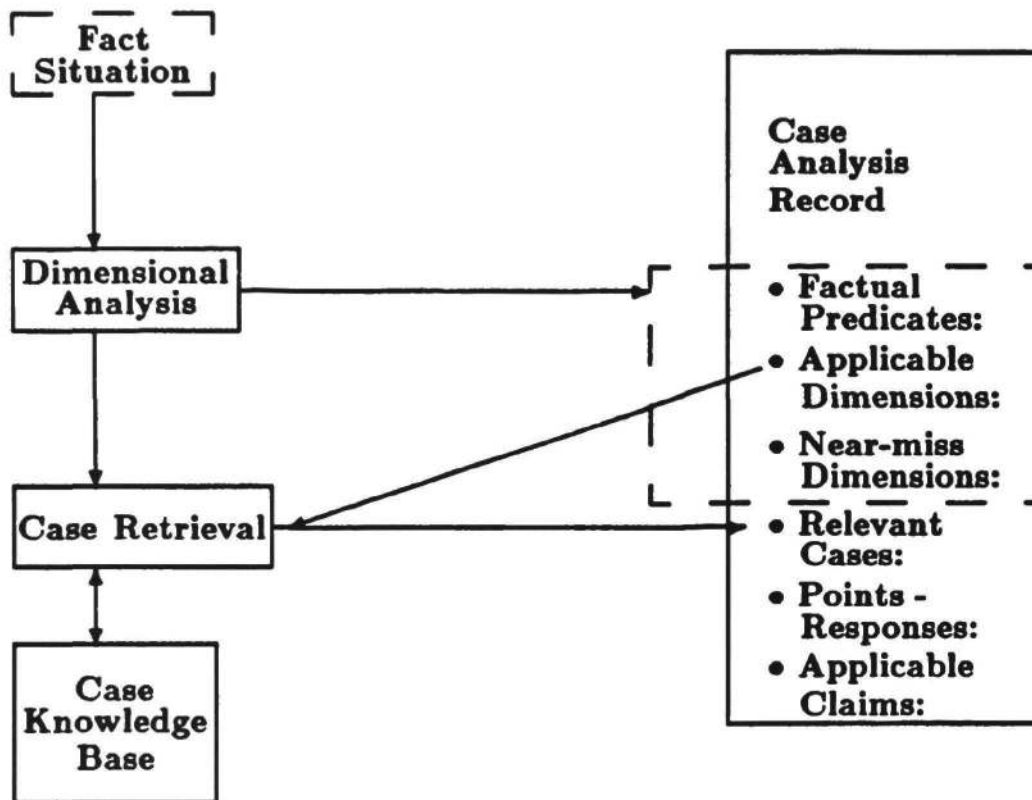 Fact
Situation
Dimensional
Analysis
Case Retrieval
Case
Knowledge
Base
Case
Analysis
Record
• Factual
Predicates:
• Applicable
Dimensions:
• Near-miss
Dimensions:
• Relevant
Cases:
• Points -
Responses:
• Applicable
Claims: